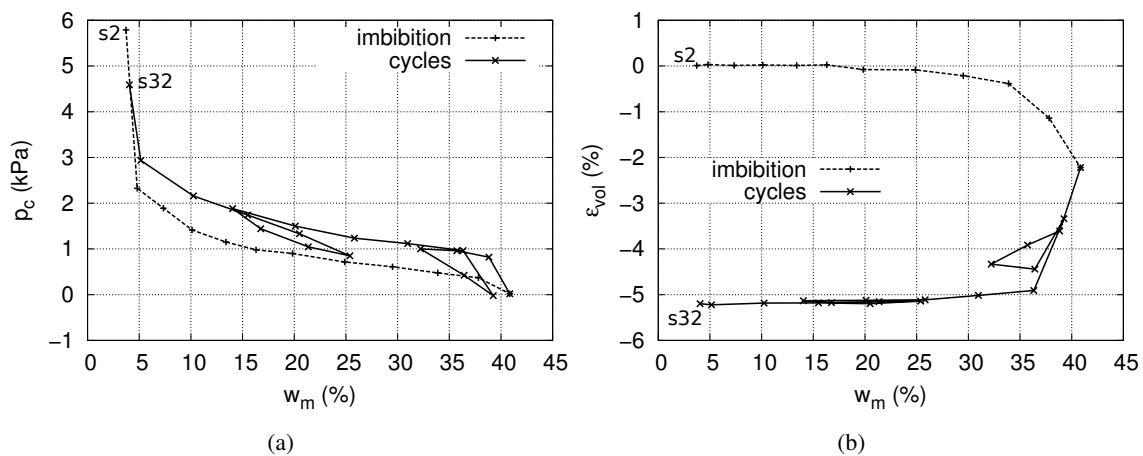 6
5
4
3
2
1
0
−1
p_c (kPa)
s2
s32
imbibition
cycles
0 5 10 15 20 25 30 35 40 45
w_m (%)
(a)
1
0
−1
−2
−3
−4
−5
−6
ε_vol (%)
s2
imbibition
cycles
s32
0 5 10 15 20 25 30 35 40 45
w_m (%)
(b)